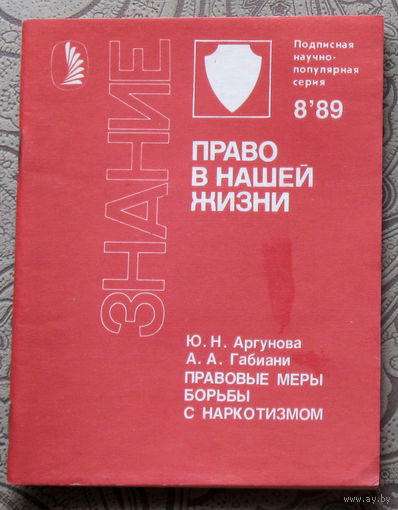 ЗНАНИЕ
Подписная
научно-
популярная
серия
8'89
ПРАВО
В НАШЕЙ
ЖИЗНИ
Ю. Н. Аргунова
А. А. Габиани
ПРАВОВЫЕ МЕРЫ
БОРЬБЫ
С НАРКОТИЗМОМ
www.ay.by